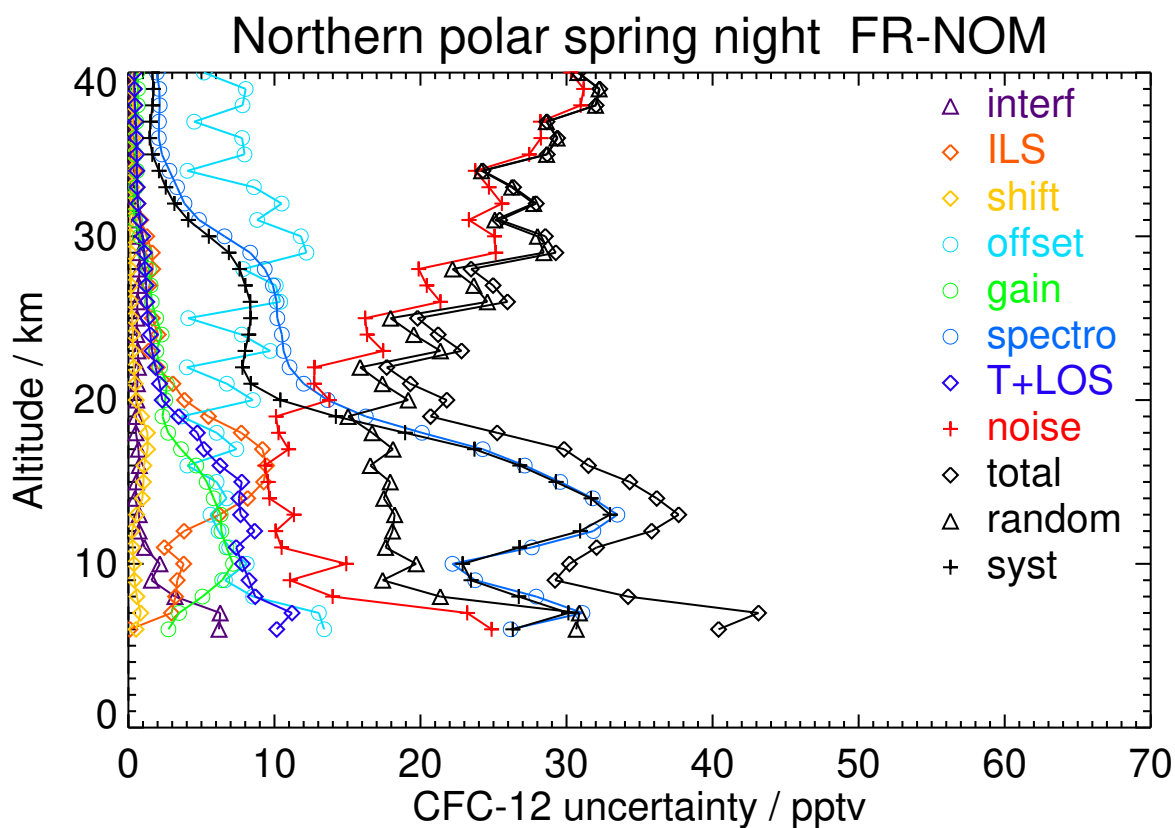 Northern polar spring night FR-NOM
40
30
20
10
0
Altitude / km
interf
ILS
shift
offset
gain
spectro
T+LOS
noise
total
random
syst
0 10 20 30 40 50 60 70
CFC-12 uncertainty / pptv